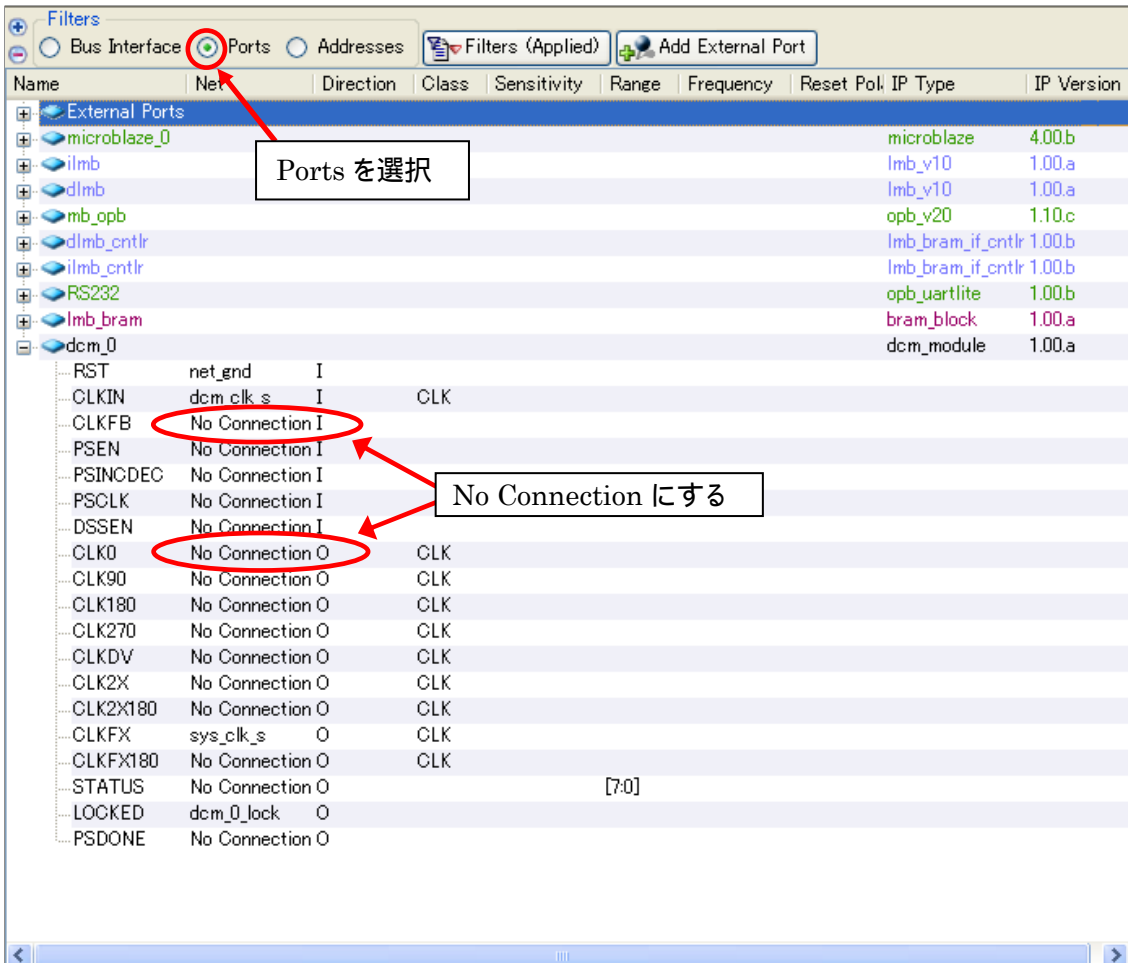 Filters
Bus Interface Ports Addresses Filters (Applied) Add External Port
Name Net Direction Class Sensitivity Range Frequency Reset Pol. IP Type IP Version
External Ports
microblaze_0 microblaze 4.00.b
ilmb lmb_v10 1.00.a
Ports を選択
dlmb lmb_v10 1.00.a
mb_opb opb_v20 1.10.c
dlmb_cntlr lmb_bram_if_cntlr 1.00.b
ilmb_cntlr lmb_bram_if_cntlr 1.00.b
RS232 opb_uartlite 1.00.b
lmb_bram bram_block 1.00.a
dcm_0 dcm_module 1.00.a
RST net_gnd I
CLKIN dcm_clk_s I CLK
CLKFB No Connection I
PSEN No Connection I
PSINCDEC No Connection I
No Connection にする
PSCLK No Connection I
DSSEN No Connection I
CLK0 No Connection O CLK
CLK90 No Connection O CLK
CLK180 No Connection O CLK
CLK270 No Connection O CLK
CLKDV No Connection O CLK
CLK2X No Connection O CLK
CLK2X180 No Connection O CLK
CLKFX sys_clk_s O CLK
CLKFX180 No Connection O CLK
STATUS No Connection O [7:0]
LOCKED dcm_0_lock O
PSDONE No Connection O